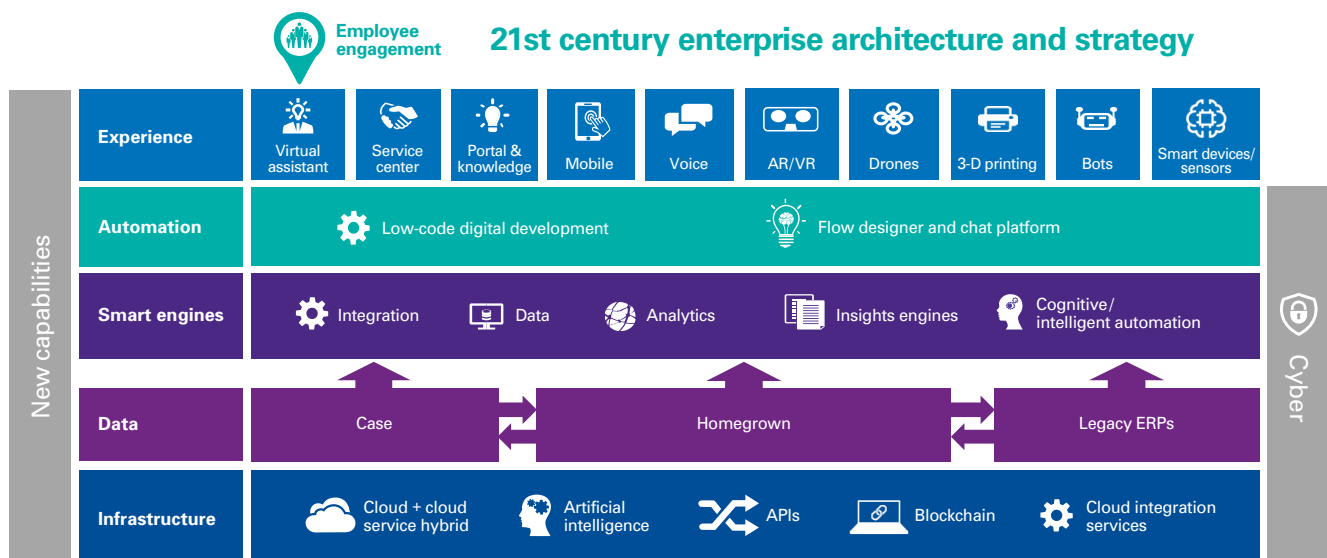 Employee
engagement
21st century enterprise architecture and strategy
New capabilities
Experience
Virtual
assistant
Service
center
Portal &
knowledge
Mobile
Voice
AR/VR
Drones
3-D printing
Bots
Smart devices/
sensors
Automation
Low-code digital development
Flow designer and chat platform
Smart engines
Integration
Data
Analytics
Insights engines
Cognitive/
intelligent automation
Data
Case
Homegrown
Legacy ERPs
Infrastructure
Cloud + cloud
service hybrid
Artificial
intelligence
APIs
Blockchain
Cloud integration
services
Cyber